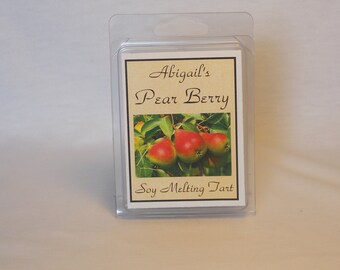 Abigail's
Pear Berry
Soy Melting Tart